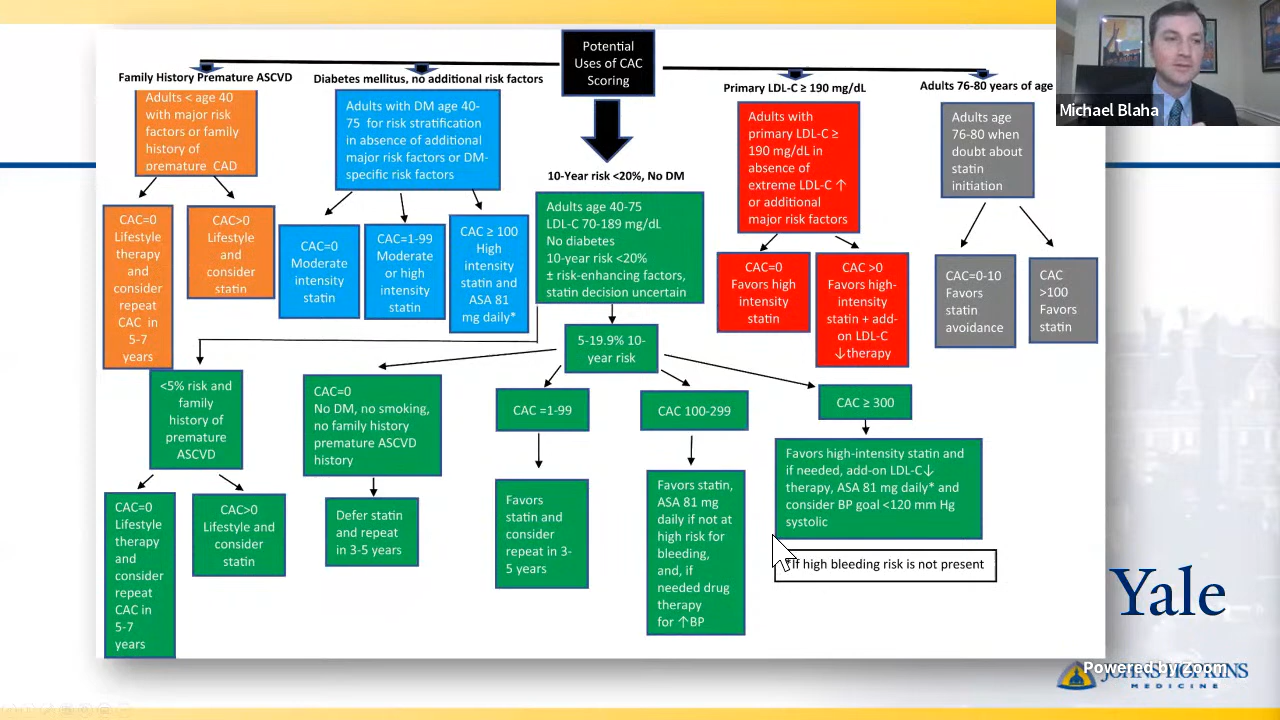 Potential
Uses of CAC
Scoring
Family History Premature ASCVD
Diabetes mellitus, no additional risk factors
Primary LDL-C ≥ 190 mg/dL
Adults 76-80 years of age
Michael Blaha
Adults < age 40
with major risk
factors or family
history of
premature CAD
Adults with DM age 40-
75 for risk stratification
in absence of additional
major risk factors or DM-
specific risk factors
10-Year risk <20%, No DM
Adults age 40-75
LDL-C 70-189 mg/dL
No diabetes
10-year risk <20%
± risk-enhancing factors,
statin decision uncertain
Adults with
primary LDL-C ≥
190 mg/dL in
absence of
extreme LDL-C ↑
or additional
major risk factors
Adults age
76-80 when
doubt about
statin
initiation
CAC=0
Lifestyle
therapy
and
consider
repeat
CAC in
5-7
years
CAC>0
Lifestyle
and
consider
statin
CAC=0
Moderate
intensity
statin
CAC=1-99
Moderate
or high
intensity
statin
CAC ≥ 100
High
intensity
statin and
ASA 81
mg daily*
CAC=0
Favors high
intensity
statin
CAC >0
Favors high-
intensity
statin + add-
on LDL-C
↓therapy
CAC=0-10
Favors
statin
avoidance
CAC
>100
Favors
statin
5-19.9% 10-
year risk
<5% risk and
family
history of
premature
ASCVD
CAC=0
No DM, no smoking,
no family history
premature ASCVD
history
CAC =1-99
CAC 100-299
CAC ≥ 300
CAC=0
Lifestyle
therapy
and
consider
repeat
CAC in
5-7
years
CAC>0
Lifestyle and
consider
statin
Defer statin
and repeat
in 3-5 years
Favors
statin and
consider
repeat in 3-
5 years
Favors statin,
ASA 81 mg
daily if not at
high risk for
bleeding,
and, if
needed drug
therapy
for ↑BP
Favors high-intensity statin and
if needed, add-on LDL-C↓
therapy, ASA 81 mg daily* and
consider BP goal <120 mm Hg
systolic
*If high bleeding risk is not present
Yale
Powered by Zoom
JOHNS HOPKINS
MEDICINE